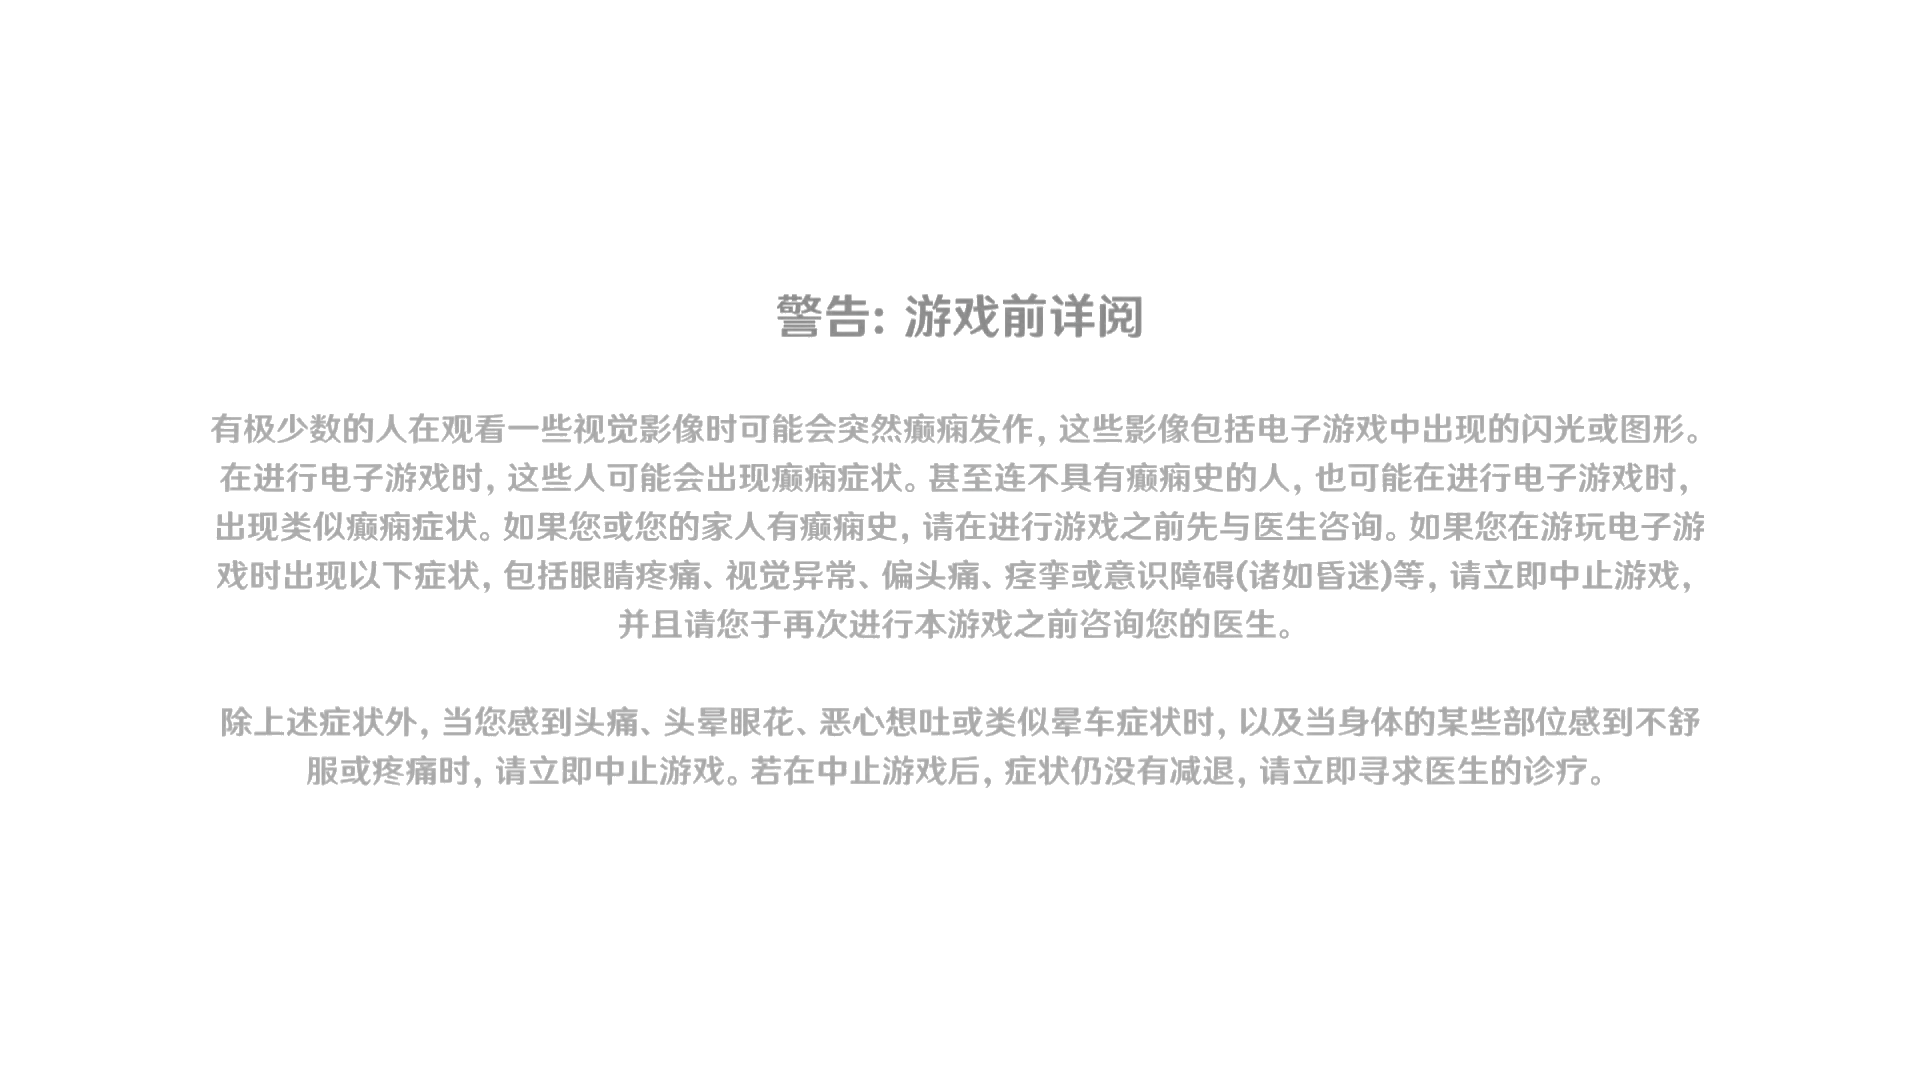 警告: 游戏前详阅
有极少数的人在观看一些视觉影像时可能会突然癫痫发作, 这些影像包括电子游戏中出现的闪光或图形。
在进行电子游戏时, 这些人可能会出现癫痫症状。甚至连不具有癫痫史的人, 也可能在进行电子游戏时,
出现类似癫痫症状。如果您或您的家人有癫痫史, 请在进行游戏之前先与医生咨询。如果您在游玩电子游
戏时出现以下症状, 包括眼睛疼痛、视觉异常、偏头痛、痉挛或意识障碍(诸如昏迷)等, 请立即中止游戏,
并且请您于再次进行本游戏之前咨询您的医生。
除上述症状外, 当您感到头痛、头晕眼花、恶心想吐或类似晕车症状时, 以及当身体的某些部位感到不舒
服或疼痛时, 请立即中止游戏。若在中止游戏后, 症状仍没有减退, 请立即寻求医生的诊疗。